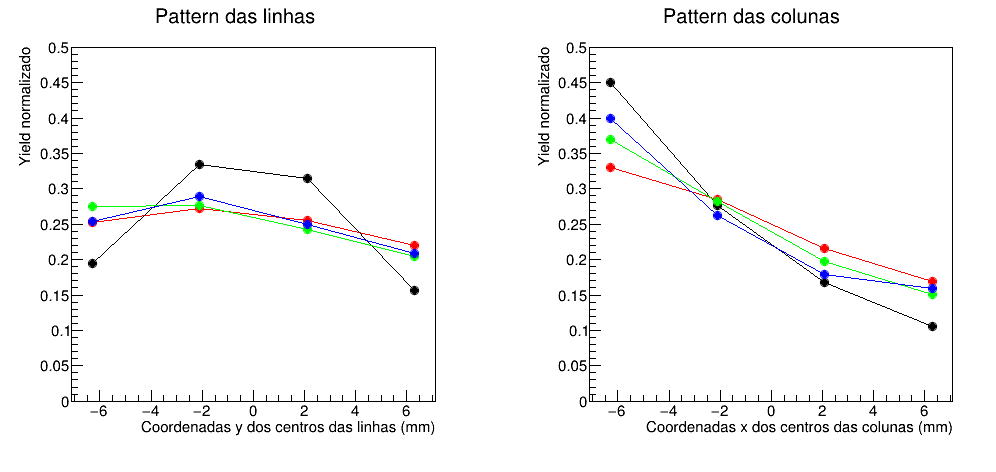 Pattern das linhas
Yield normalizado
0.5
0.45
0.4
0.35
0.3
0.25
0.2
0.15
0.1
0.05
0
−6 −4 −2 0 2 4 6
Coordenadas y dos centros das linhas (mm)
Pattern das colunas
Yield normalizado
0.5
0.45
0.4
0.35
0.3
0.25
0.2
0.15
0.1
0.05
0
−6 −4 −2 0 2 4 6
Coordenadas x dos centros das colunas (mm)